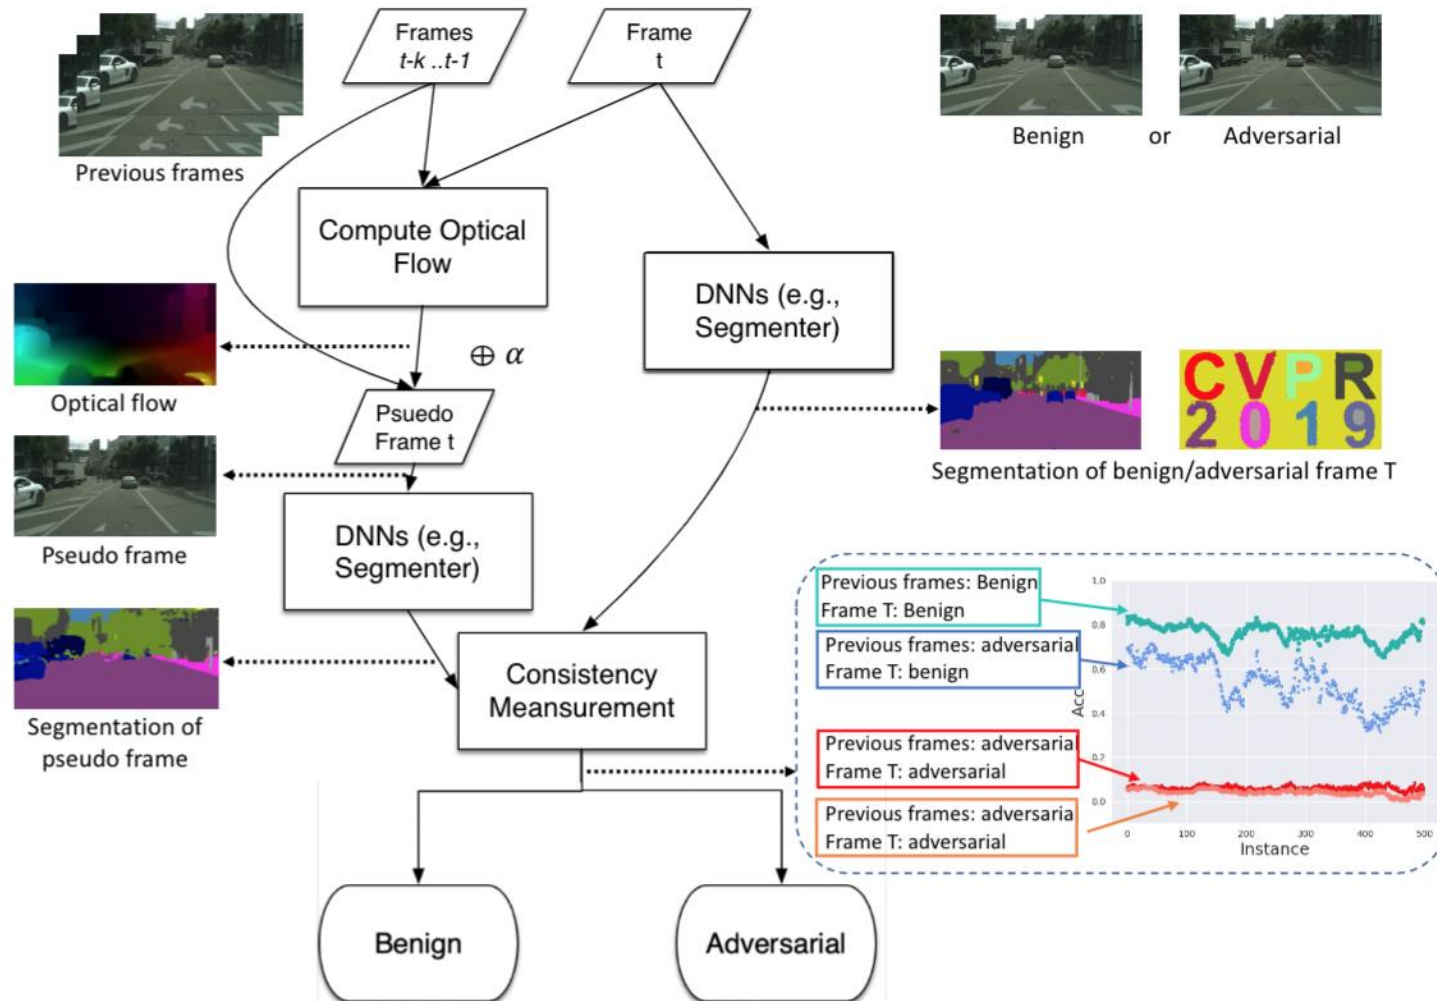 Frames
t-k ..t-1
Frame
t
Previous frames
Benign or Adversarial
Compute Optical
Flow
DNNs (e.g.,
Segmenter)
⊕ α
Optical flow
Psuedo
Frame t
CVPR
2019
Segmentation of benign/adversarial frame T
Pseudo frame
DNNs (e.g.,
Segmenter)
Segmentation of
pseudo frame
Consistency
Meansurement
Previous frames: Benign
Frame T: Benign
Previous frames: adversarial
Frame T: benign
Previous frames: adversarial
Frame T: adversarial
Previous frames: adversarial
Frame T: adversarial
1.0
0.8
0.6
0.4
0.2
0.0
Acc
0 100 200 300 400 500
Instance
Benign
Adversarial